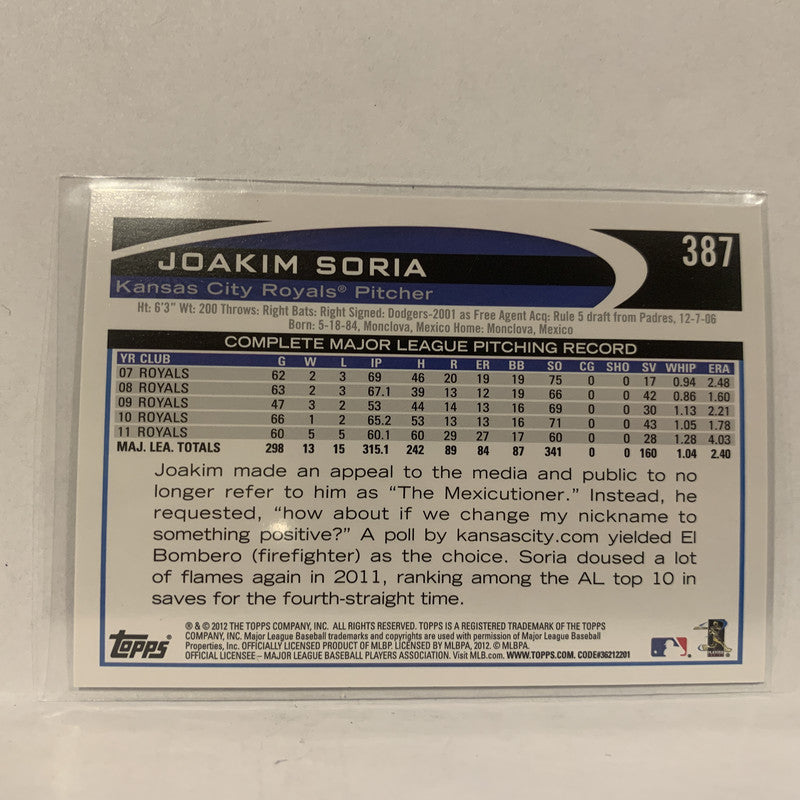 387
JOAKIM SORIA
Kansas City Royals® Pitcher
Ht: 6'3" Wt: 200 Throws: Right Bats: Right Signed: Dodgers-2001 as Free Agent Acq: Rule 5 draft from Padres, 12-7-06
Born: 5-18-84, Monclova, Mexico Home: Monclova, Mexico
COMPLETE MAJOR LEAGUE PITCHING RECORD
YR CLUB G W L IP H R ER BB SO CG SHO SV WHIP ERA
07 ROYALS 62 2 3 69 46 20 19 19 75 0 0 17 0.94 2.48
08 ROYALS 63 2 3 67.1 39 13 12 19 66 0 0 42 0.86 1.60
09 ROYALS 47 3 2 53 44 14 13 16 69 0 0 30 1.13 2.21
10 ROYALS 66 1 2 65.2 53 13 13 16 71 0 0 43 1.05 1.78
11 ROYALS 60 5 5 60.1 60 29 27 17 60 0 0 28 1.28 4.03
MAJ. LEA. TOTALS 298 13 15 315.1 242 89 84 87 341 0 0 160 1.04 2.40
Joakim made an appeal to the media and public to no
longer refer to him as "The Mexicutioner." Instead, he
requested, "how about if we change my nickname to
something positive?" A poll by kansascity.com yielded El
Bombero (firefighter) as the choice. Soria doused a lot
of flames again in 2011, ranking among the AL top 10 in
saves for the fourth-straight time.
® & © 2012 THE TOPPS COMPANY, INC. ALL RIGHTS RESERVED. TOPPS IS A REGISTERED TRADEMARK OF THE TOPPS
COMPANY, INC. Major League Baseball trademarks and copyrights are used with permission of Major League Baseball
Properties, Inc. OFFICIALLY LICENSED PRODUCT OF MLBP. LICENSED BY MLBPA, 2012. © MLBPA.
OFFICIAL LICENSEE – MAJOR LEAGUE BASEBALL PLAYERS ASSOCIATION. Visit MLB.com. WWW.TOPPS.COM. CODE#36212201
Topps®